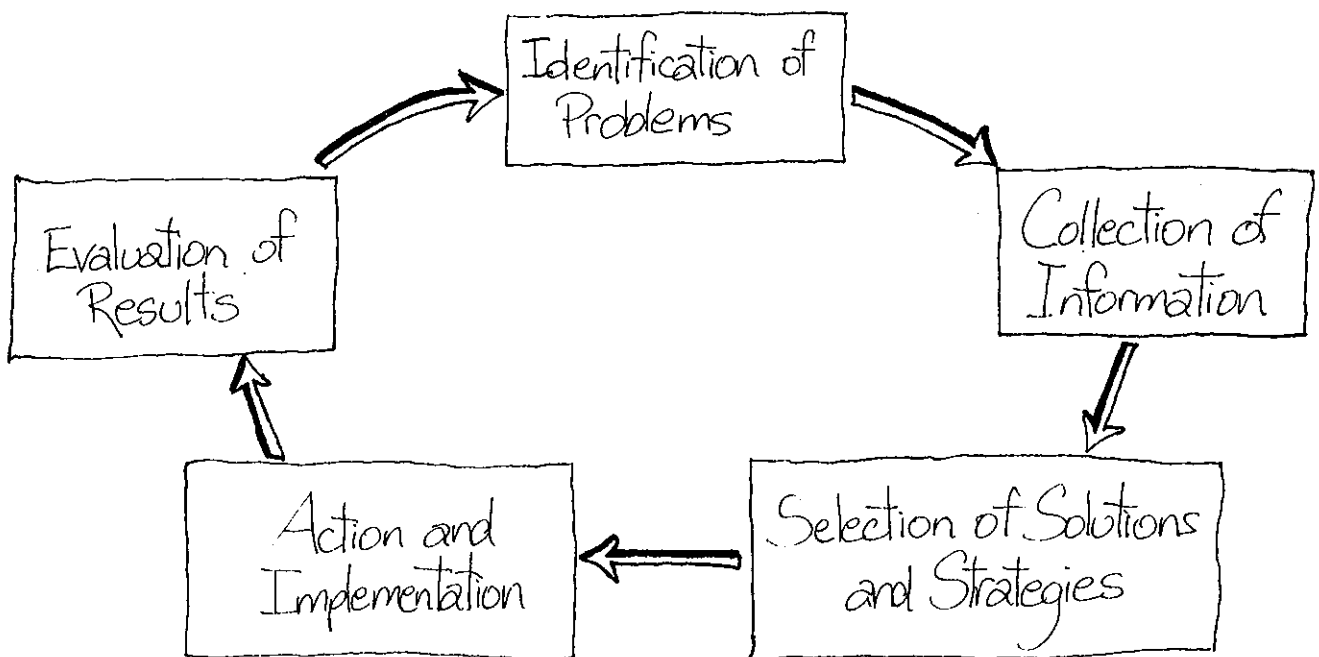 Identification of
Problems
Collection of
Information
Selection of Solutions
and Strategies
Action and
Implementation
Evaluation of
Results